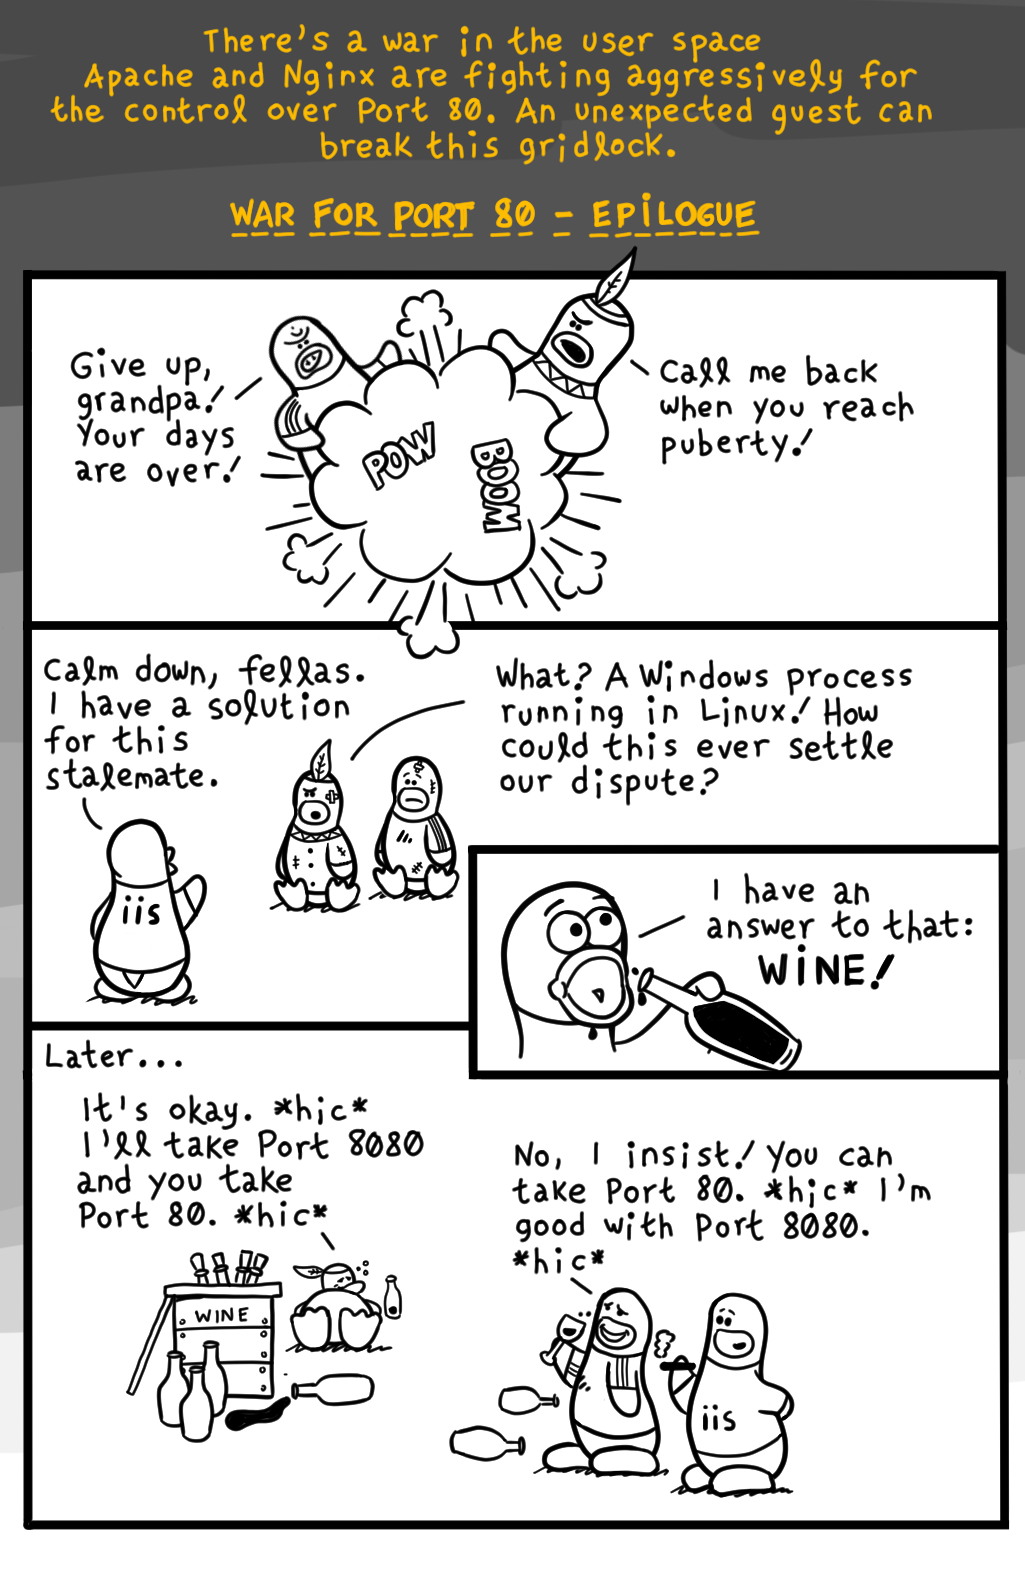 There's a war in the user space
Apache and Nginx are fighting aggressively for
the control over Port 80. An unexpected guest can
break this gridlock.
WAR FOR PORT 80 - EPILOGUE
Give up,
grandpa!
Your days
are over!
Call me back
when you reach
puberty!
POW
BOOM
Calm down, fellas.
I have a solution
for this
stalemate.
What? A Windows process
running in Linux! How
could this ever settle
our dispute?
iis
I have an
answer to that:
WINE!
Later...
It's okay. *hic*
I'll take Port 8080
and you take
Port 80. *hic*
No, I insist! You can
take Port 80. *hic* I'm
good with Port 8080.
*hic*
WINE
iis